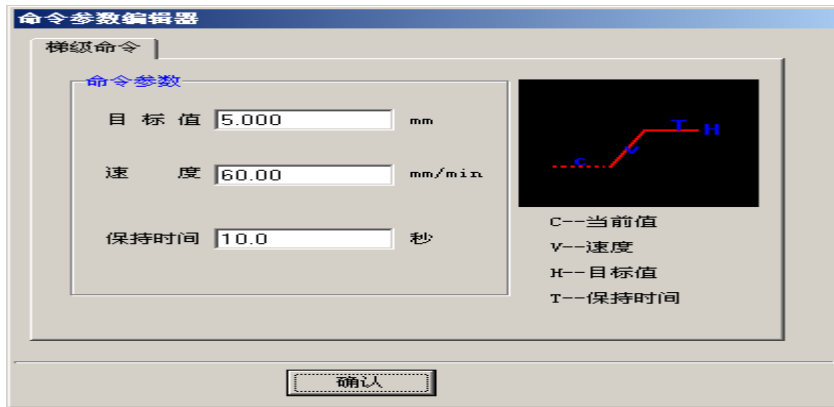 命令参数编辑器
梯级命令
命令参数
目 标 值 5.000 mm
速 度 60.00 mm/min
保持时间 10.0 秒
T H
V
C
C--当前值
V--速度
H--目标值
T--保持时间
确认